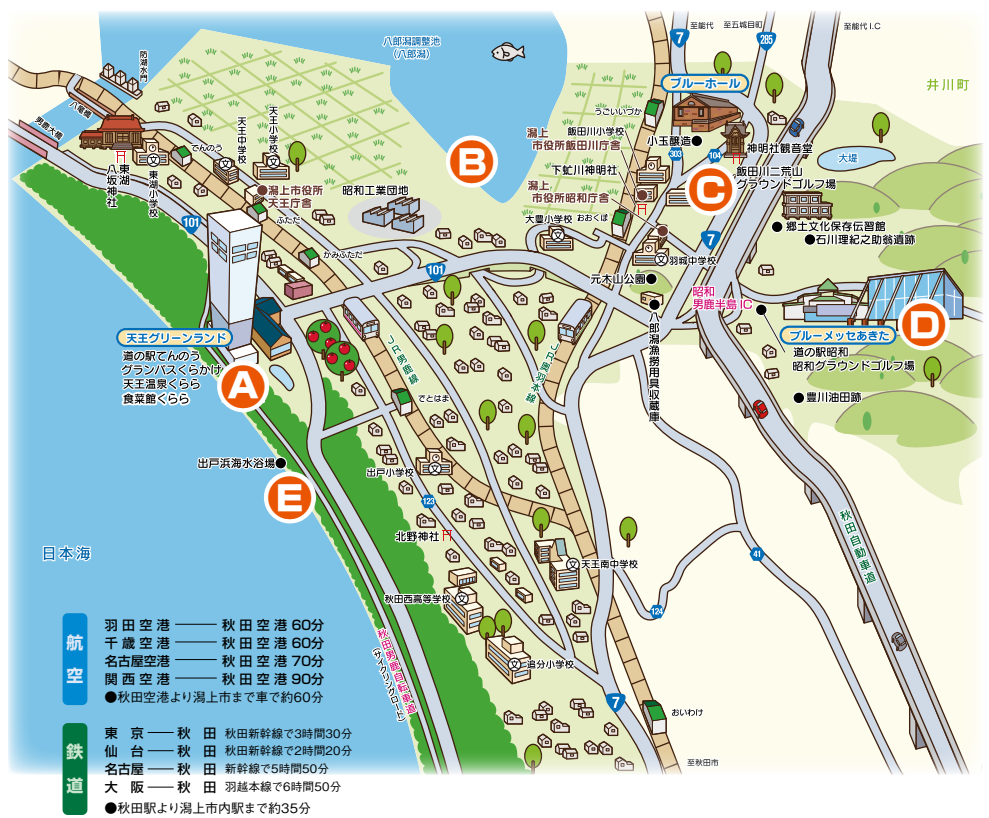 至能代
至五城目町
至能代I.C
7
285
八郎潟調整池
(八郎潟)
防潮水門
ブルーホール
井川町
八竜橋
男鹿大橋
うごいいづか
潟上
市役所飯田川庁舎
飯田川小学校
小玉醸造
303
104
神明社観音堂
大堤
天王中学校
天王小学校
でんのう
東湖
八坂神社
東湖小学校
B
下虻川神明社
飯田川二荒山
グラウンドゴルフ場
C
潟上市役所
天王庁舎
昭和工業団地
潟上
市役所昭和庁舎
101
ふただ
大豊小学校
おおくぼ
郷土文化保存伝習館
石川理紀之助翁遺跡
7
かみふただ
羽城中学校
101
元木山公園
昭和
男鹿半島IC
八郎潟漁撈用具収蔵庫
天王グリーンランド
道の駅てんのう
グランパスくらかけ
天王温泉くらら
食菜館くらら
A
JR男鹿線
JR奥羽本線
ブルーメッセあきた
D
道の駅昭和
昭和グラウンドゴルフ場
でとはま
豊川油田跡
出戸浜海水浴場
出戸小学校
E
123
北野神社
秋田自動車道
日本海
天王南中学校
41
124
秋田西高等学校
秋田男鹿自転車道
(サイクリングロード)
追分小学校
7
おいわけ
至秋田市
航空
羽田空港 ── 秋田空港60分
千歳空港 ── 秋田空港60分
名古屋空港 ── 秋田空港70分
関西空港 ── 秋田空港90分
●秋田空港より潟上市まで車で約60分
鉄道
東京 ── 秋田 秋田新幹線で3時間30分
仙台 ── 秋田 秋田新幹線で2時間20分
名古屋 ── 秋田 新幹線で5時間50分
大阪 ── 秋田 羽越本線で6時間50分
●秋田駅より潟上市内駅まで約35分